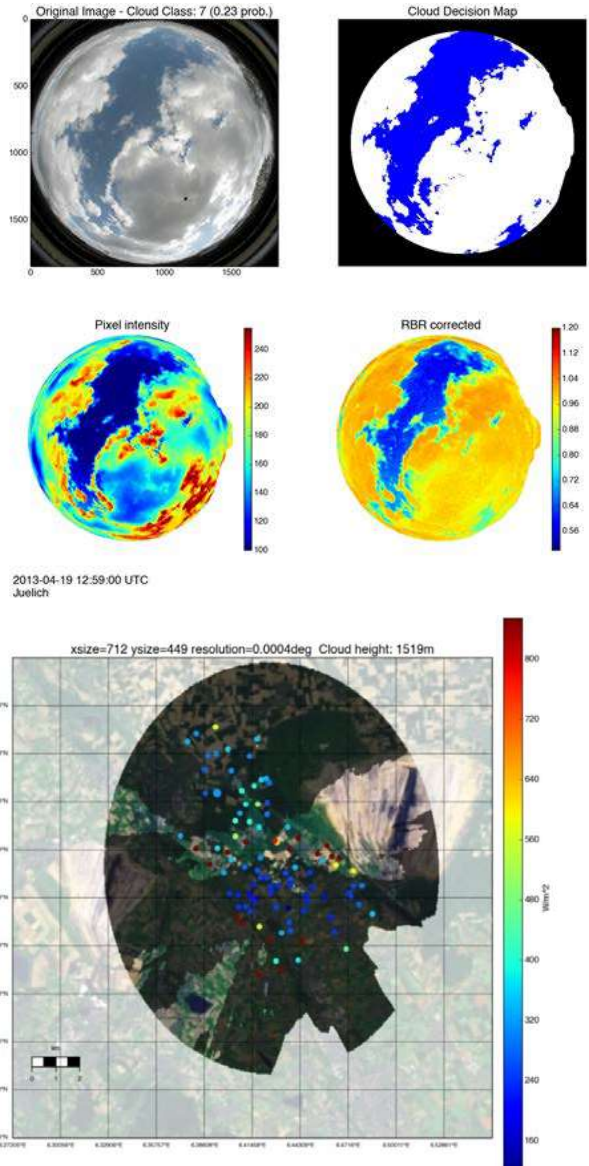 Original Image - Cloud Class: 7 (0.23 prob.)
Cloud Decision Map
0
500
1000
1500
0 500 1000 1500
Pixel intensity
RBR corrected
240
220
200
180
160
140
120
100
1.20
1.12
1.04
0.96
0.88
0.80
0.72
0.64
0.56
2013-04-19 12:59:00 UTC
Juelich
xsize=712 ysize=449 resolution=0.0004deg Cloud height: 1519m
800
720
640
560
480
400
320
240
160
W/m^2
km
0 1 2